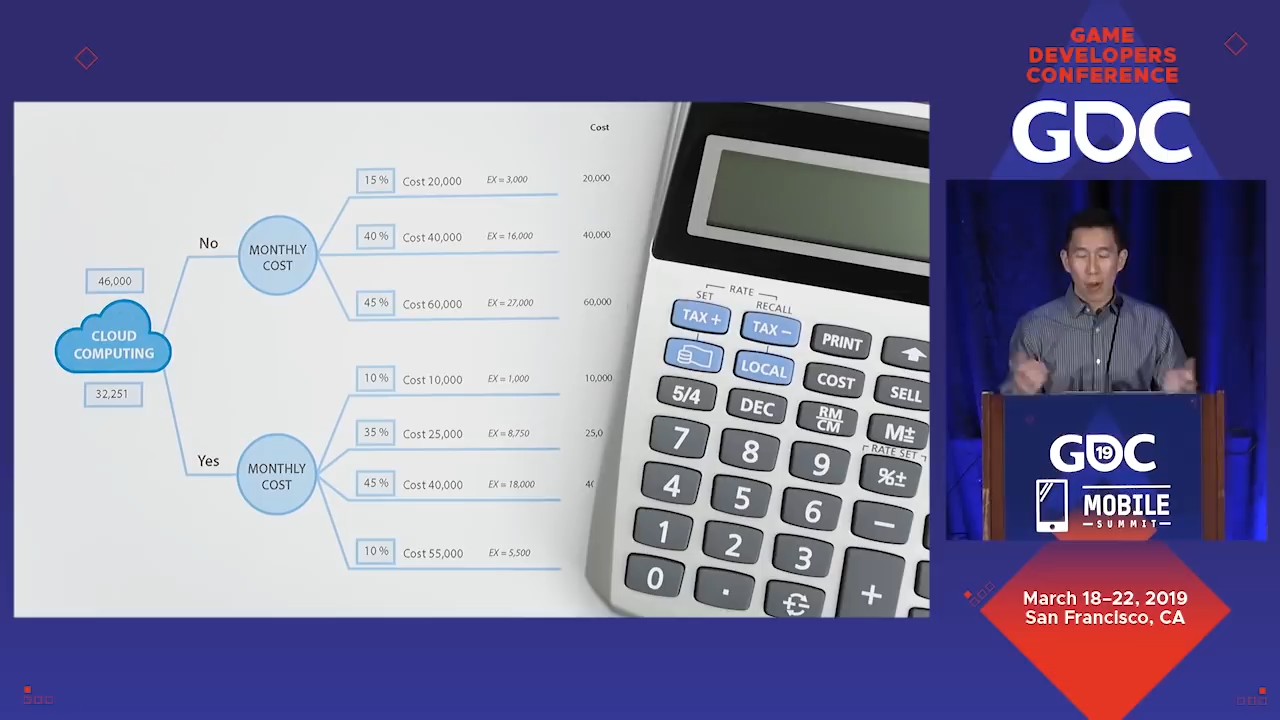 GAME
DEVELOPERS
CONFERENCE
GDC
Cost
15 % Cost 20,000 EX = 3,000 20,000
No
40 % Cost 40,000 EX = 16,000 40,000
MONTHLY
COST
46,000
45 % Cost 60,000 EX = 27,000 60,000
CLOUD
COMPUTING
32,251
10 % Cost 10,000 EX = 1,000 10,000
35 % Cost 25,000 EX = 8,750 25,0
Yes
MONTHLY
COST
45 % Cost 40,000 EX = 18,000
10 % Cost 55,000 EX = 5,500
RATE
SET RECALL
TAX + TAX − PRINT
LOCAL COST SELL
5/4 DEC RM
CM M±
RATE SET
7 8 9 %±
4 5 6 −
1 2 3 +
0 .
GDC
19
MOBILE
SUMMIT
March 18–22, 2019
San Francisco, CA